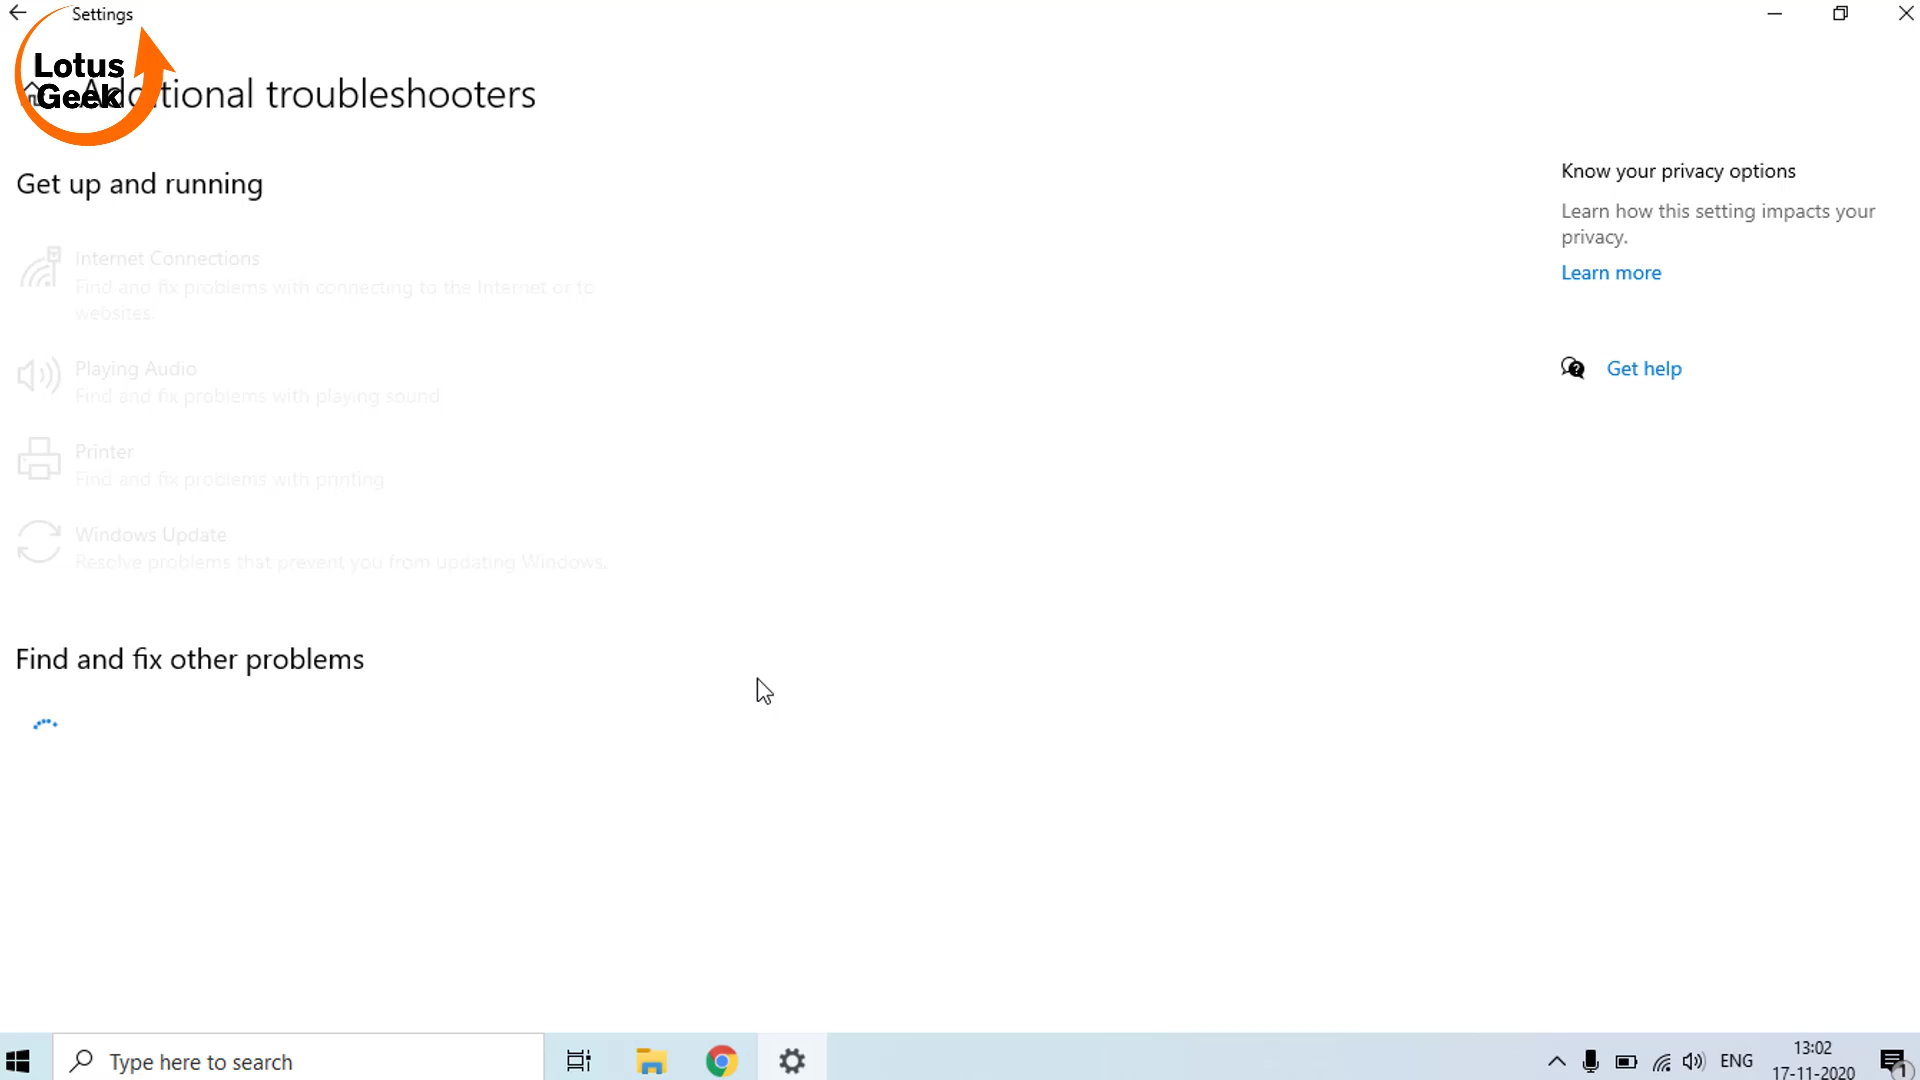 Settings
Lotus
Geek
Additional troubleshooters
Get up and running
Internet Connections
Find and fix problems with connecting to the Internet or to
websites.
Playing Audio
Find and fix problems with playing sound
Printer
Find and fix problems with printing
Windows Update
Resolve problems that prevent you from updating Windows.
Find and fix other problems
Know your privacy options
Learn how this setting impacts your
privacy.
Learn more
Get help
Type here to search
ENG
13:02
17-11-2020
1